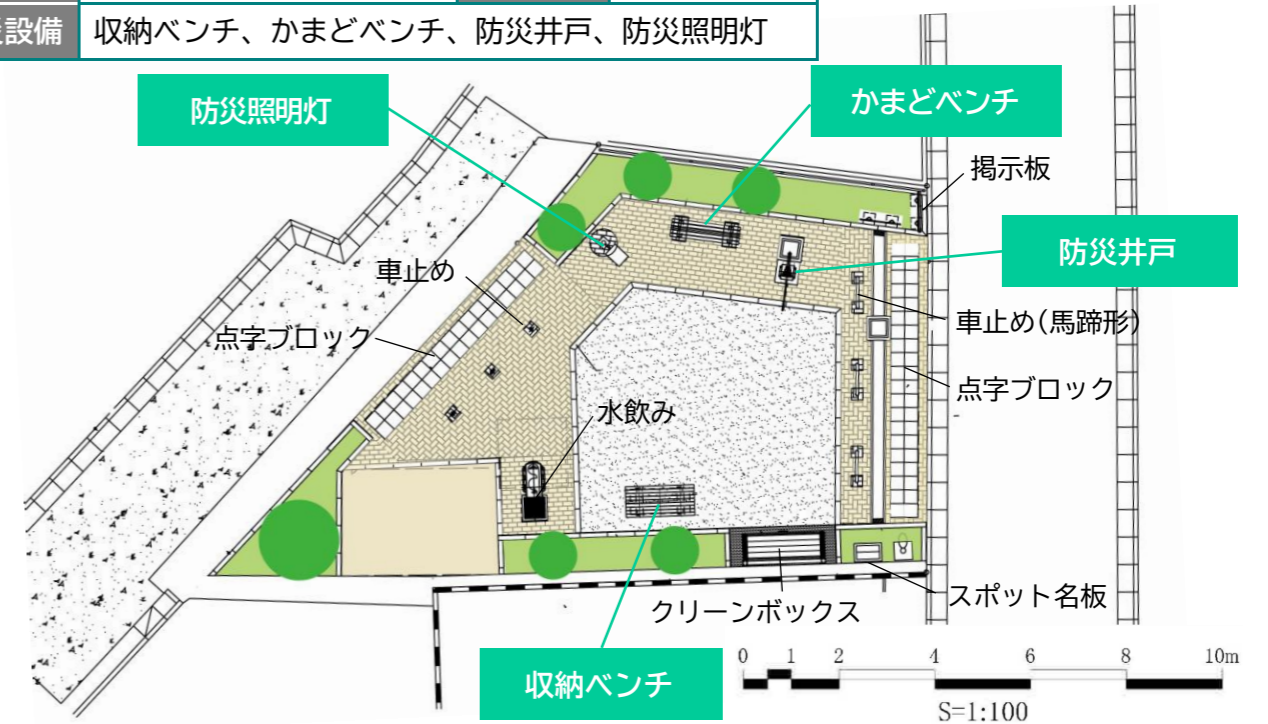 設備 収納ベンチ、かまどベンチ、防災井戸、防災照明灯
防災照明灯
かまどベンチ
掲示板
防災井戸
車止め
車止め(馬蹄形)
点字ブロック
点字ブロック
水飲み
スポット名板
クリーンボックス
収納ベンチ
0 1 2 4 6 8 10m
S=1:100